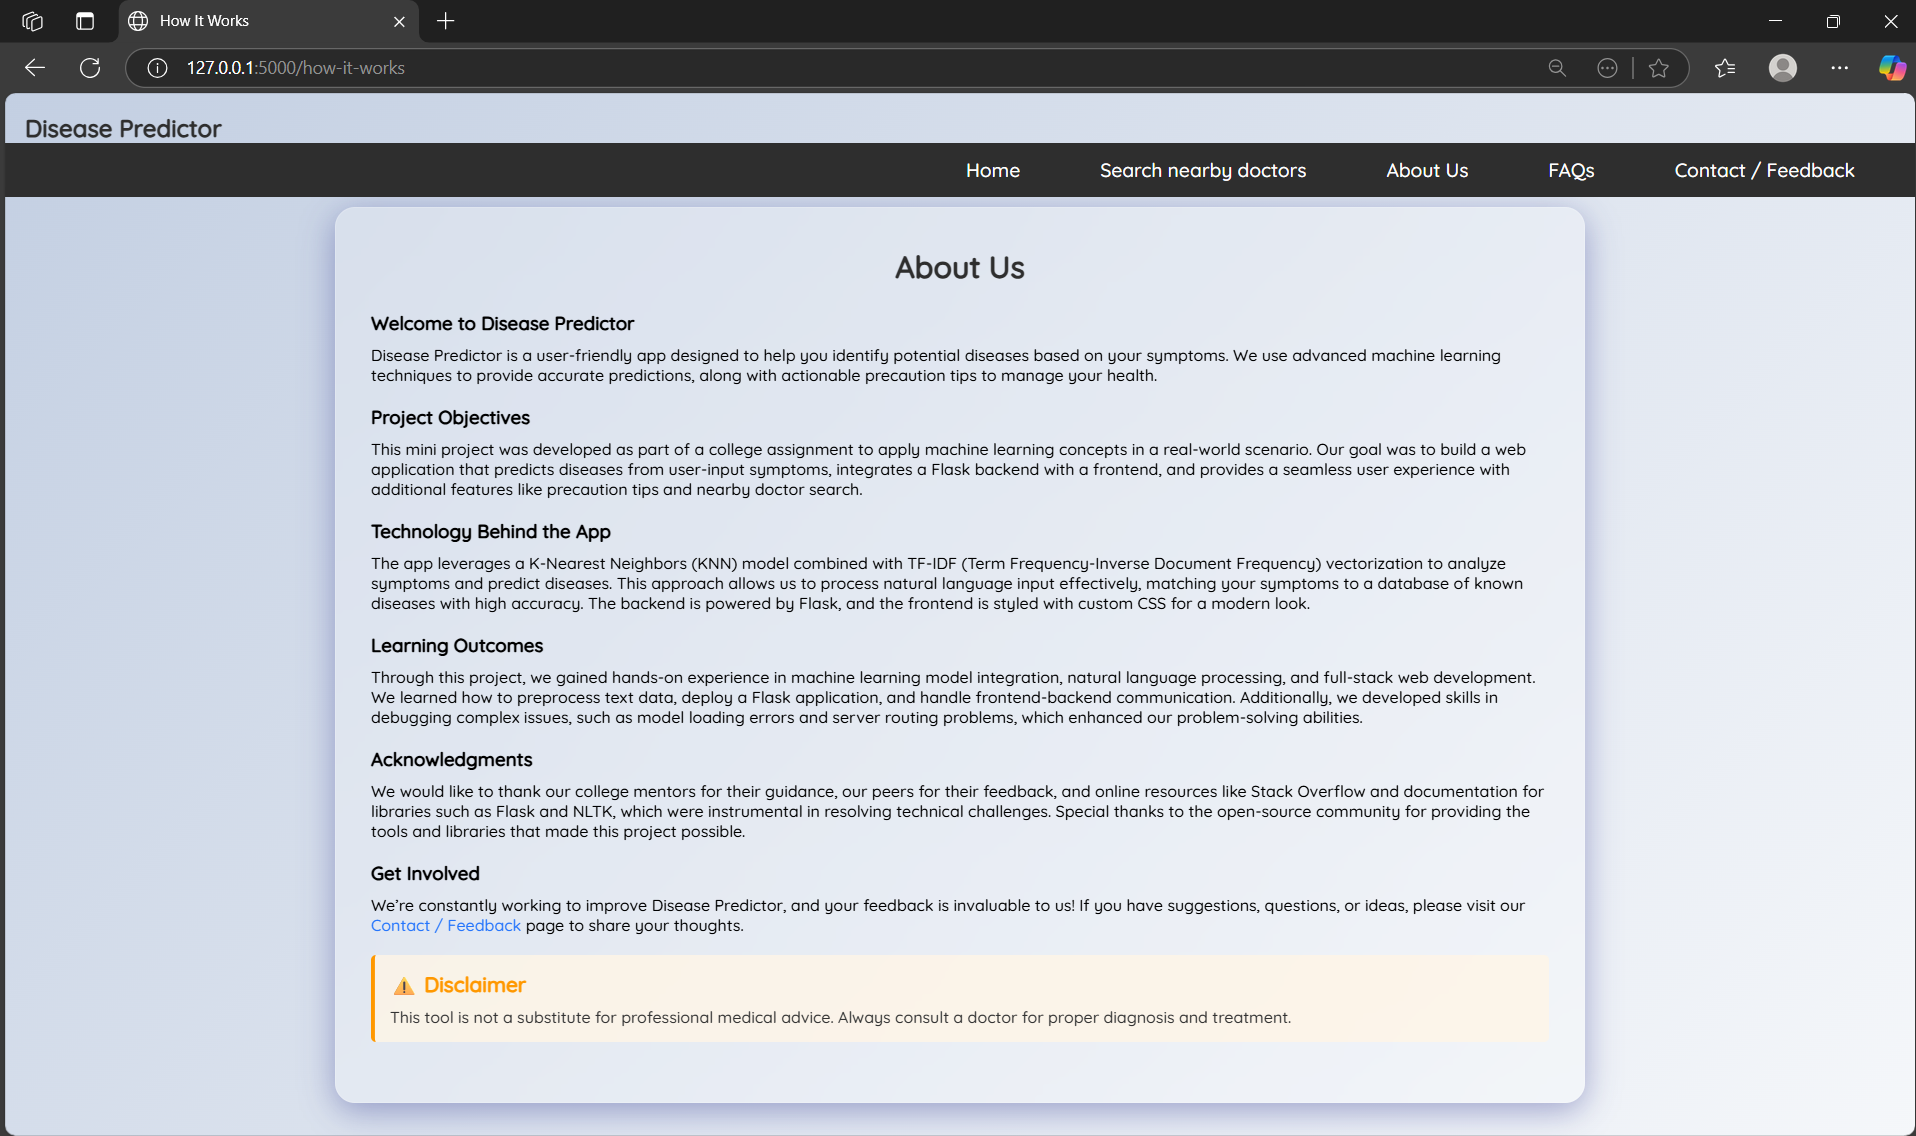 How It Works
127.0.0.1:5000/how-it-works
Disease Predictor
Home Search nearby doctors About Us FAQs Contact / Feedback
About Us
Welcome to Disease Predictor
Disease Predictor is a user-friendly app designed to help you identify potential diseases based on your symptoms. We use advanced machine learning
techniques to provide accurate predictions, along with actionable precaution tips to manage your health.
Project Objectives
This mini project was developed as part of a college assignment to apply machine learning concepts in a real-world scenario. Our goal was to build a web
application that predicts diseases from user-input symptoms, integrates a Flask backend with a frontend, and provides a seamless user experience with
additional features like precaution tips and nearby doctor search.
Technology Behind the App
The app leverages a K-Nearest Neighbors (KNN) model combined with TF-IDF (Term Frequency-Inverse Document Frequency) vectorization to analyze
symptoms and predict diseases. This approach allows us to process natural language input effectively, matching your symptoms to a database of known
diseases with high accuracy. The backend is powered by Flask, and the frontend is styled with custom CSS for a modern look.
Learning Outcomes
Through this project, we gained hands-on experience in machine learning model integration, natural language processing, and full-stack web development.
We learned how to preprocess text data, deploy a Flask application, and handle frontend-backend communication. Additionally, we developed skills in
debugging complex issues, such as model loading errors and server routing problems, which enhanced our problem-solving abilities.
Acknowledgments
We would like to thank our college mentors for their guidance, our peers for their feedback, and online resources like Stack Overflow and documentation for
libraries such as Flask and NLTK, which were instrumental in resolving technical challenges. Special thanks to the open-source community for providing the
tools and libraries that made this project possible.
Get Involved
We're constantly working to improve Disease Predictor, and your feedback is invaluable to us! If you have suggestions, questions, or ideas, please visit our
Contact / Feedback page to share your thoughts.
Disclaimer
This tool is not a substitute for professional medical advice. Always consult a doctor for proper diagnosis and treatment.